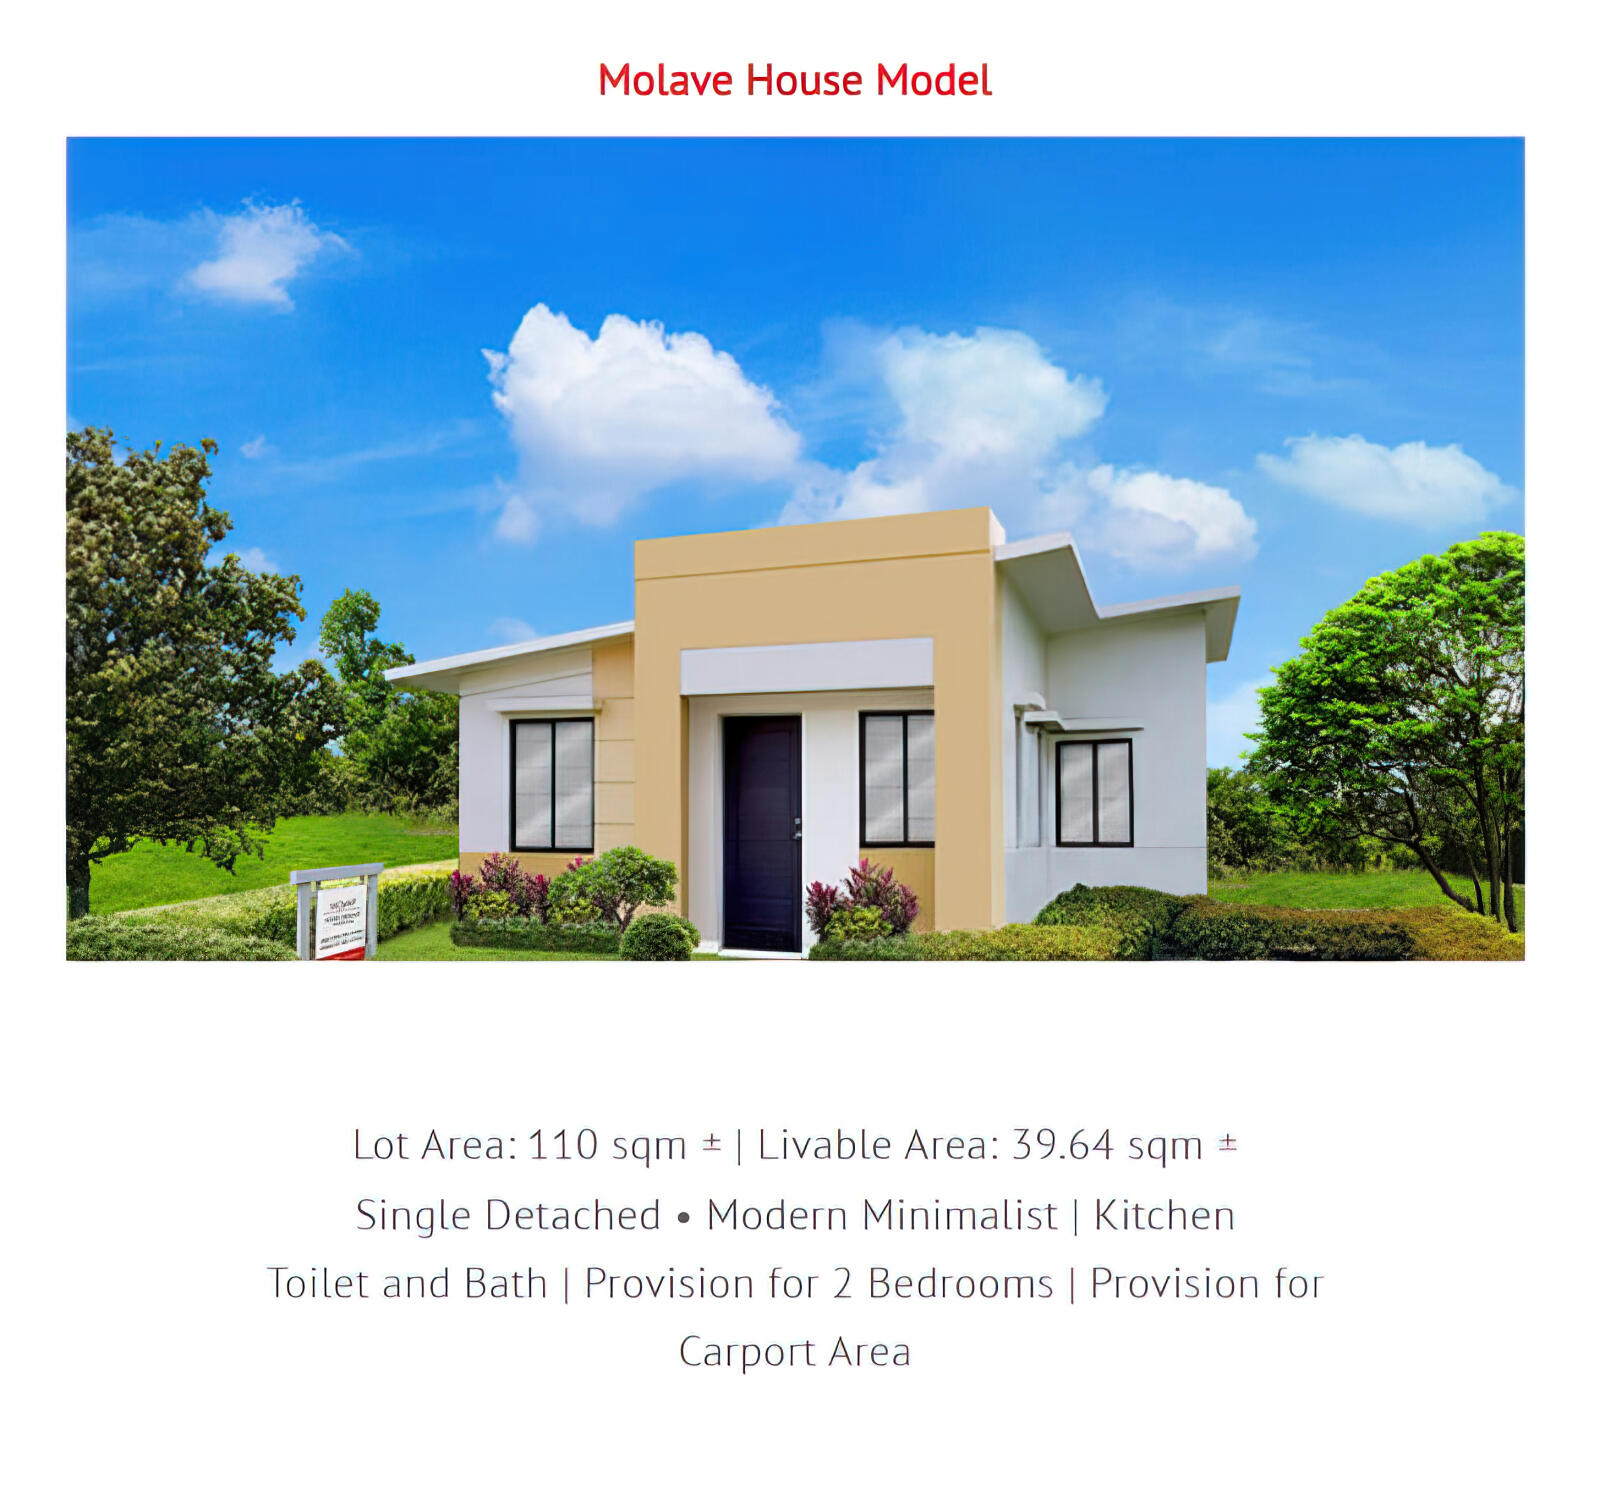 Molave House Model
Lot Area: 110 sqm ± | Livable Area: 39.64 sqm ±
Single Detached • Modern Minimalist | Kitchen
Toilet and Bath | Provision for 2 Bedrooms | Provision for
Carport Area